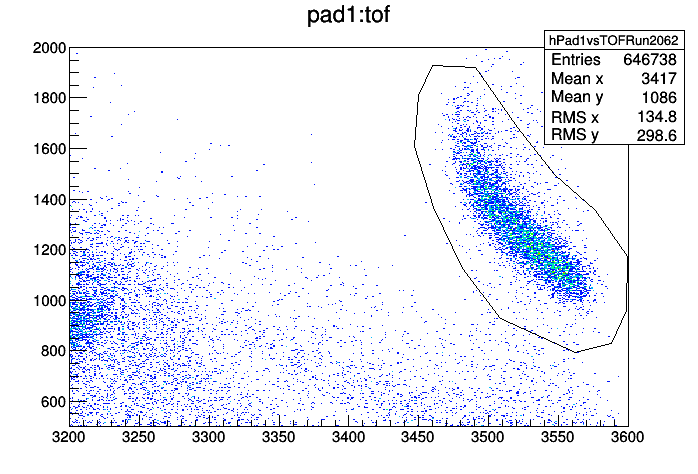 pad1:tof
hPad1vsTOFRun2062
Entries 646738
Mean x 3417
Mean y 1086
RMS x 134.8
RMS y 298.6
2000
1800
1600
1400
1200
1000
800
600
3200 3250 3300 3350 3400 3450 3500 3550 3600